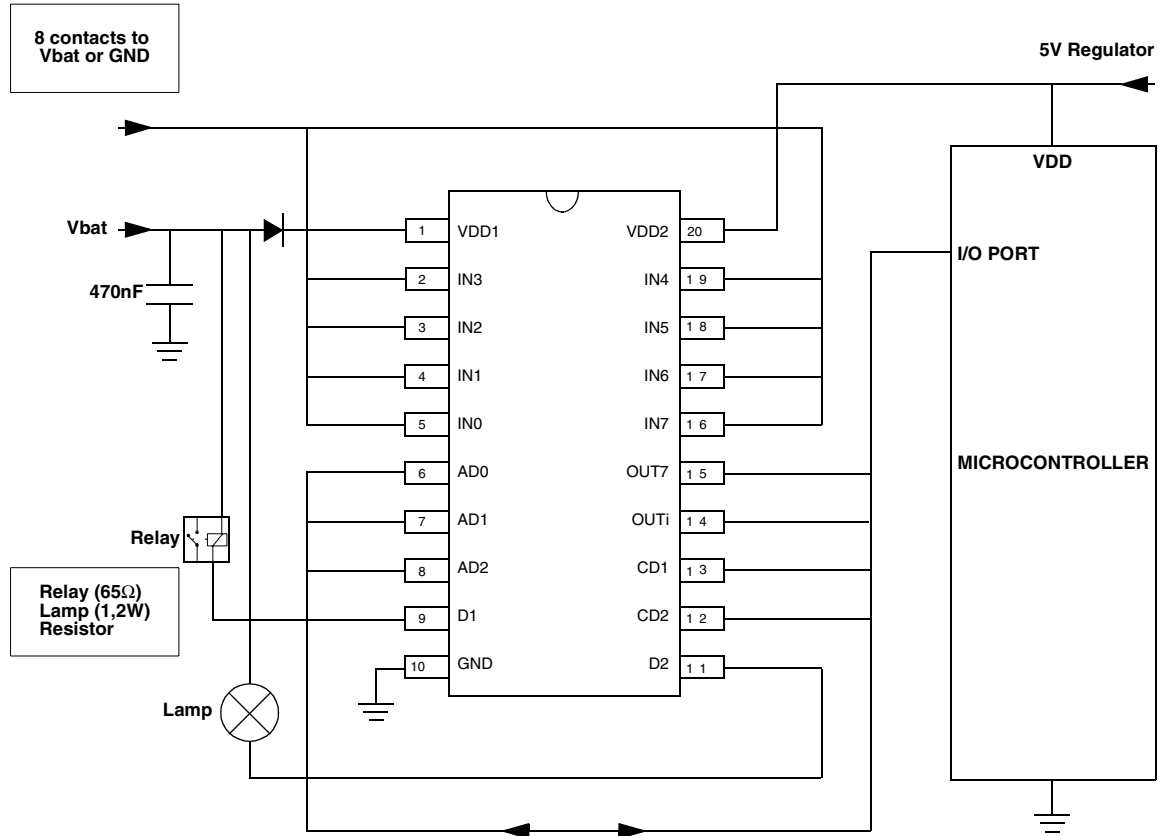 8 contacts to
Vbat or GND
5V Regulator
VDD
Vbat
470nF
1 VDD1 VDD2 20
2 IN3 IN4 19
3 IN2 IN5 18
4 IN1 IN6 17
5 IN0 IN7 16
6 AD0 OUT7 15
7 AD1 OUTi 14
8 AD2 CD1 13
9 D1 CD2 12
10 GND D2 11
I/O PORT
MICROCONTROLLER
Relay
Relay (65Ω)
Lamp (1,2W)
Resistor
Lamp